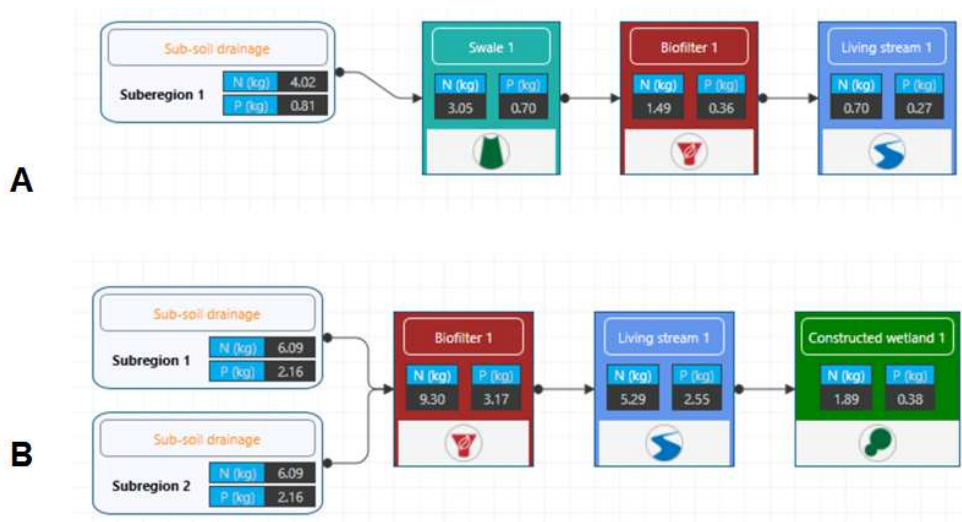 A
Sub-soil drainage
Suberegion 1
N (kg) 4.02
P (kg) 0.81
Swale 1
N (kg) P (kg)
3.05 0.70
Biofilter 1
N (kg) P (kg)
1.49 0.36
Living stream 1
N (kg) P (kg)
0.70 0.27
B
Sub-soil drainage
Subregion 1
N (kg) 6.09
P (kg) 2.16
Sub-soil drainage
Subregion 2
N (kg) 6.09
P (kg) 2.16
Biofilter 1
N (kg) P (kg)
9.30 3.17
Living stream 1
N (kg) P (kg)
5.29 2.55
Constructed wetland 1
N (kg) P (kg)
1.89 0.38